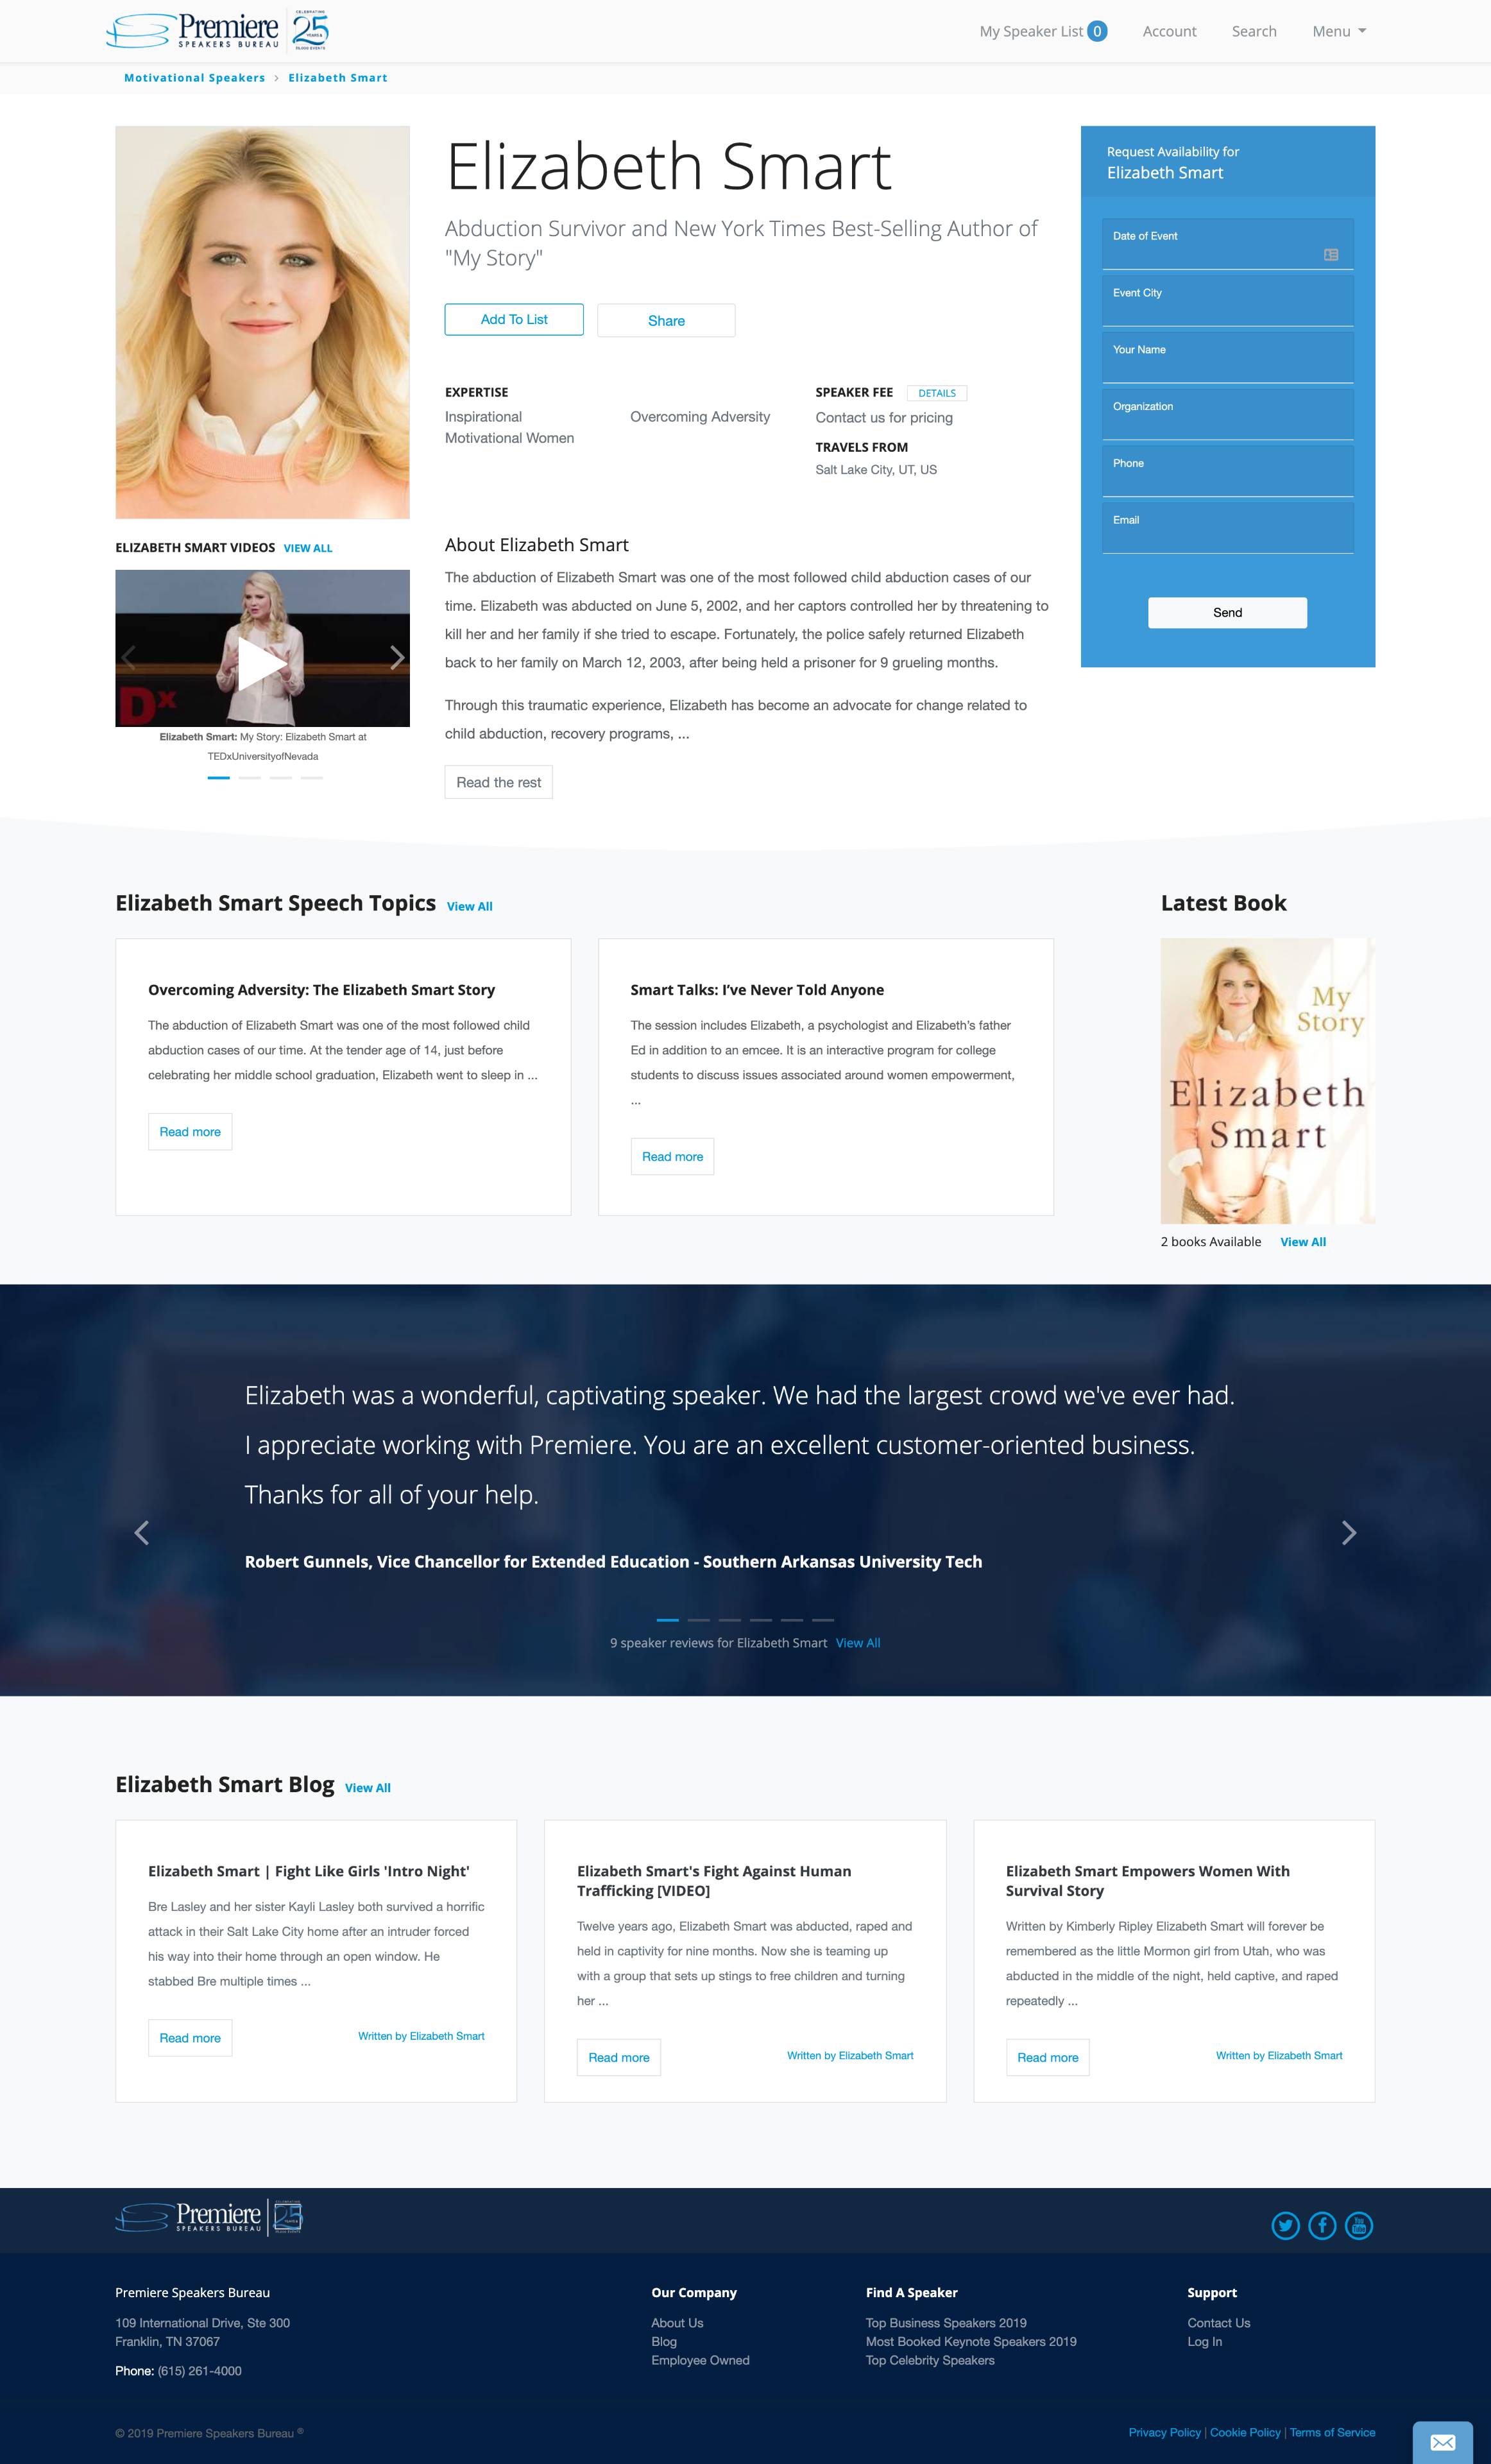 Premiere
SPEAKERS BUREAU
CELEBRATING
25
My Speaker List 0
Account
Search
Menu
Motivational Speakers > Elizabeth Smart
Elizabeth Smart
Abduction Survivor and New York Times Best-Selling Author of
"My Story"
Add To List
Share
EXPERTISE
Inspirational
Motivational Women
Overcoming Adversity
SPEAKER FEE DETAILS
Contact us for pricing
TRAVELS FROM
Salt Lake City, UT, US
Request Availability for
Elizabeth Smart
Date of Event
Event City
Your Name
Organization
Phone
Email
Send
ELIZABETH SMART VIDEOS VIEW ALL
Dx
Elizabeth Smart: My Story: Elizabeth Smart at
TEDxUniversityofNevada
About Elizabeth Smart
The abduction of Elizabeth Smart was one of the most followed child abduction cases of our
time. Elizabeth was abducted on June 5, 2002, and her captors controlled her by threatening to
kill her and her family if she tried to escape. Fortunately, the police safely returned Elizabeth
back to her family on March 12, 2003, after being held a prisoner for 9 grueling months.
Through this traumatic experience, Elizabeth has become an advocate for change related to
child abduction, recovery programs, ...
Read the rest
Elizabeth Smart Speech Topics View All
Overcoming Adversity: The Elizabeth Smart Story
The abduction of Elizabeth Smart was one of the most followed child
abduction cases of our time. At the tender age of 14, just before
celebrating her middle school graduation, Elizabeth went to sleep in ...
Read more
Smart Talks: I've Never Told Anyone
The session includes Elizabeth, a psychologist and Elizabeth's father
Ed in addition to an emcee. It is an interactive program for college
students to discuss issues associated around women empowerment,
...
Read more
Latest Book
My
Story
Elizabeth
Smart
2 books Available View All
Elizabeth was a wonderful, captivating speaker. We had the largest crowd we've ever had.
I appreciate working with Premiere. You are an excellent customer-oriented business.
Thanks for all of your help.
Robert Gunnels, Vice Chancellor for Extended Education - Southern Arkansas University Tech
9 speaker reviews for Elizabeth Smart View All
Elizabeth Smart Blog View All
Elizabeth Smart | Fight Like Girls 'Intro Night'
Bre Lasley and her sister Kayli Lasley both survived a horrific
attack in their Salt Lake City home after an intruder forced
his way into their home through an open window. He
stabbed Bre multiple times ...
Read more
Written by Elizabeth Smart
Elizabeth Smart's Fight Against Human
Trafficking [VIDEO]
Twelve years ago, Elizabeth Smart was abducted, raped and
held in captivity for nine months. Now she is teaming up
with a group that sets up stings to free children and turning
her ...
Read more
Written by Elizabeth Smart
Elizabeth Smart Empowers Women With
Survival Story
Written by Kimberly Ripley Elizabeth Smart will forever be
remembered as the little Mormon girl from Utah, who was
abducted in the middle of the night, held captive, and raped
repeatedly ...
Read more
Written by Elizabeth Smart
Premiere
SPEAKERS BUREAU
25
Premiere Speakers Bureau
109 International Drive, Ste 300
Franklin, TN 37067
Phone: (615) 261-4000
Our Company
About Us
Blog
Employee Owned
Find A Speaker
Top Business Speakers 2019
Most Booked Keynote Speakers 2019
Top Celebrity Speakers
Support
Contact Us
Log In
© 2019 Premiere Speakers Bureau ®
Privacy Policy | Cookie Policy | Terms of Service